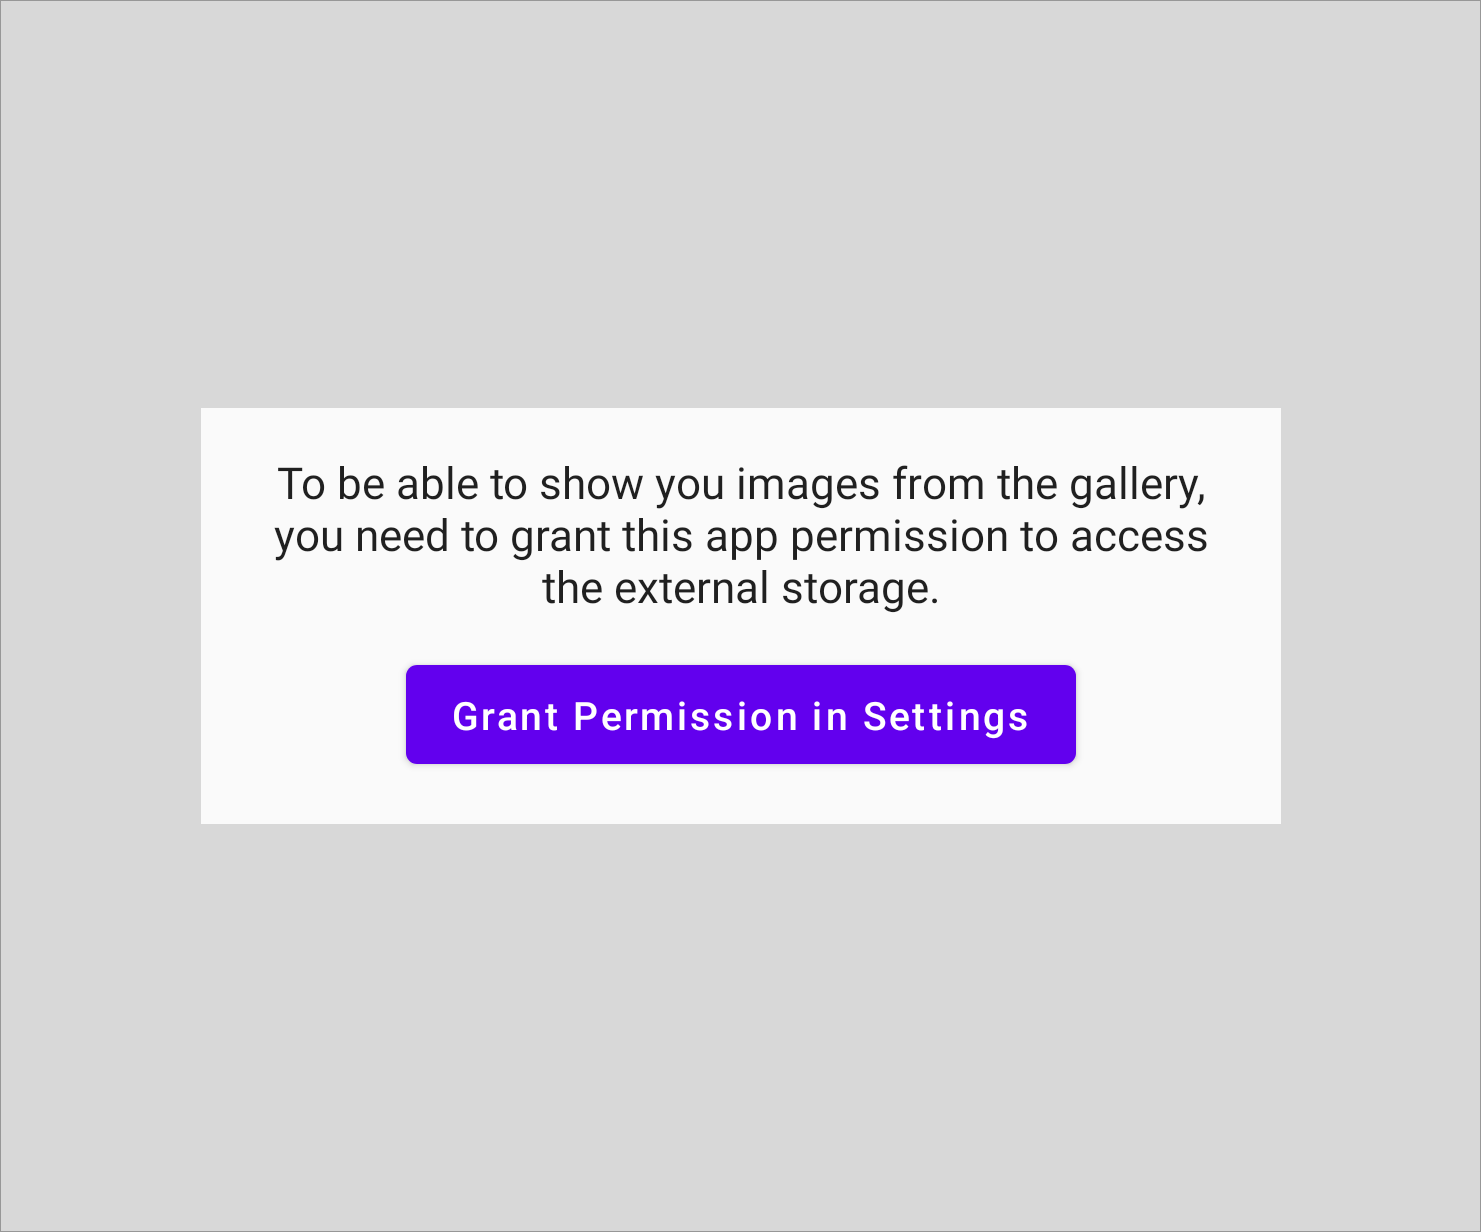 To be able to show you images from the gallery,
you need to grant this app permission to access
the external storage.
Grant Permission in Settings